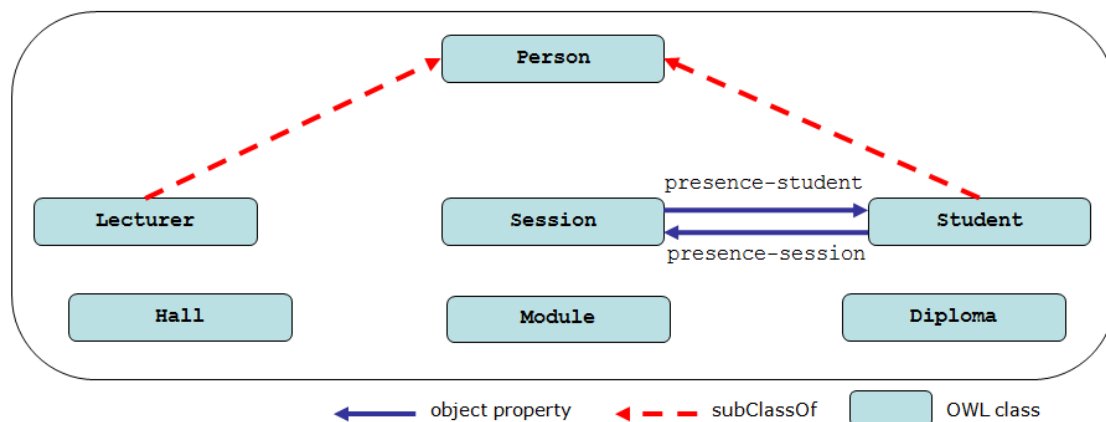 Person
presence-student
Lecturer
Session
Student
presence-session
Hall
Module
Diploma
object property
subClassOf
OWL class